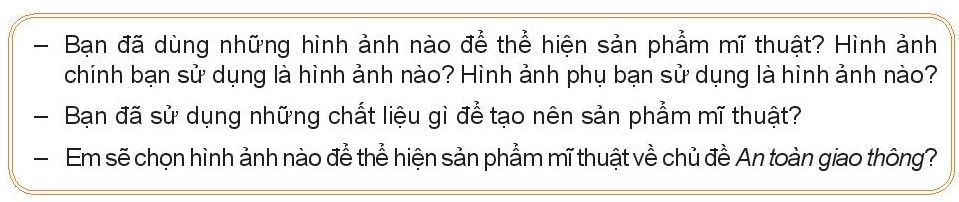 – Bạn đã dùng những hình ảnh nào để thể hiện sản phẩm mĩ thuật? Hình ảnh
chính bạn sử dụng là hình ảnh nào? Hình ảnh phụ bạn sử dụng là hình ảnh nào?
– Bạn đã sử dụng những chất liệu gì để tạo nên sản phẩm mĩ thuật?
– Em sẽ chọn hình ảnh nào để thể hiện sản phẩm mĩ thuật về chủ đề An toàn giao thông?